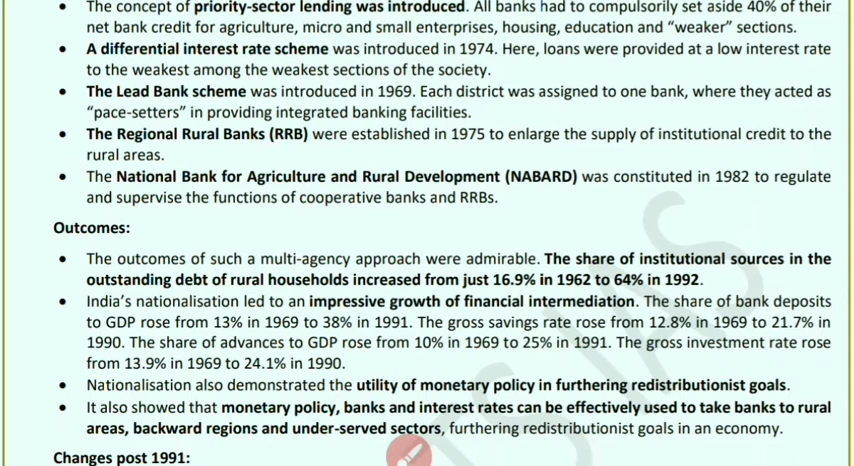 • The concept of priority-sector lending was introduced. All banks had to compulsorily set aside 40% of their
net bank credit for agriculture, micro and small enterprises, housing, education and “weaker” sections.
• A differential interest rate scheme was introduced in 1974. Here, loans were provided at a low interest rate
to the weakest among the weakest sections of the society.
• The Lead Bank scheme was introduced in 1969. Each district was assigned to one bank, where they acted as
“pace-setters” in providing integrated banking facilities.
• The Regional Rural Banks (RRB) were established in 1975 to enlarge the supply of institutional credit to the
rural areas.
• The National Bank for Agriculture and Rural Development (NABARD) was constituted in 1982 to regulate
and supervise the functions of cooperative banks and RRBs.
Outcomes:
• The outcomes of such a multi-agency approach were admirable. The share of institutional sources in the
outstanding debt of rural households increased from just 16.9% in 1962 to 64% in 1992.
• India’s nationalisation led to an impressive growth of financial intermediation. The share of bank deposits
to GDP rose from 13% in 1969 to 38% in 1991. The gross savings rate rose from 12.8% in 1969 to 21.7% in
1990. The share of advances to GDP rose from 10% in 1969 to 25% in 1991. The gross investment rate rose
from 13.9% in 1969 to 24.1% in 1990.
• Nationalisation also demonstrated the utility of monetary policy in furthering redistributionist goals.
• It also showed that monetary policy, banks and interest rates can be effectively used to take banks to rural
areas, backward regions and under-served sectors, furthering redistributionist goals in an economy.
Changes post 1991: